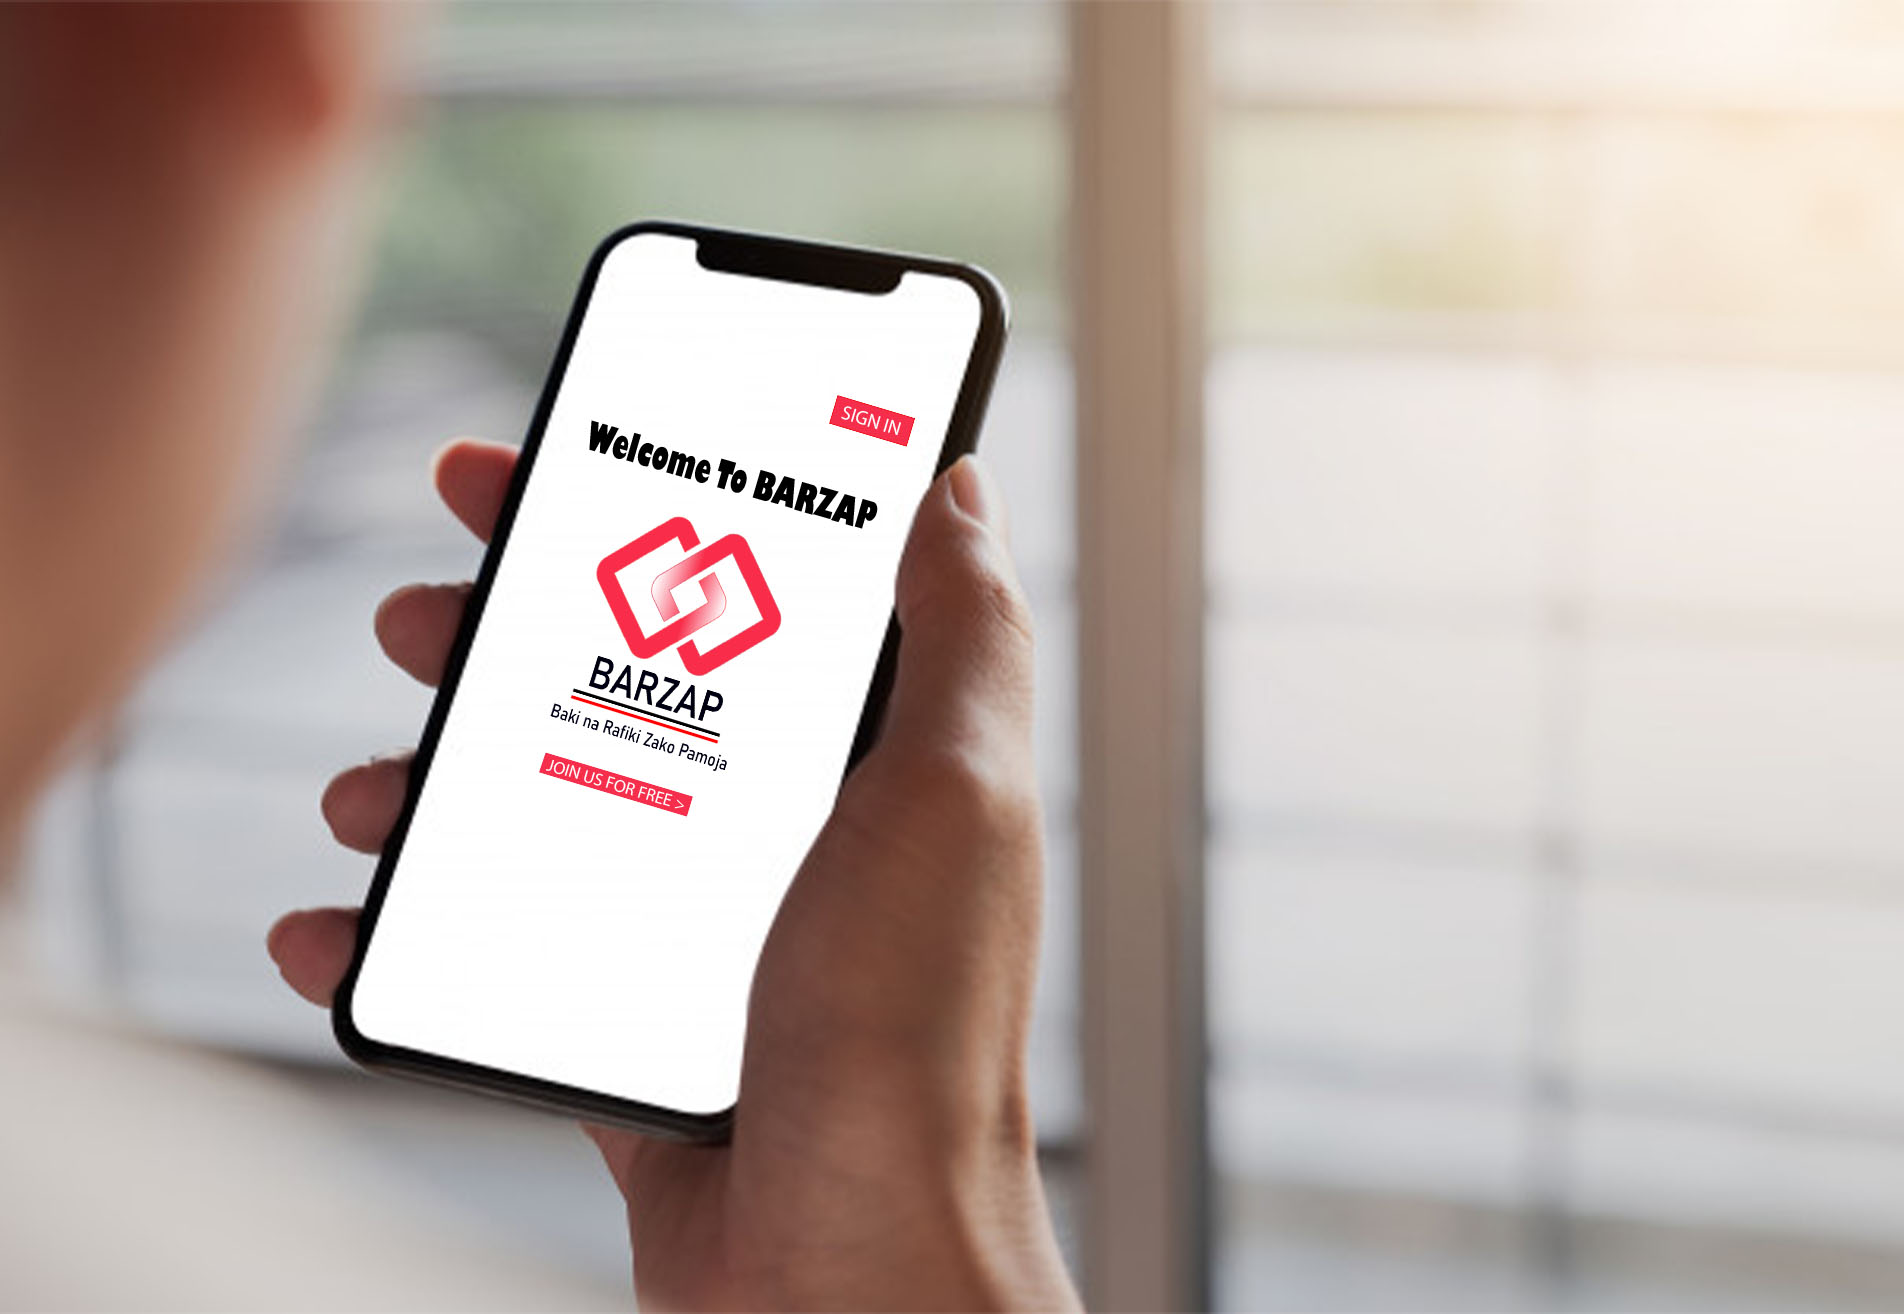 SIGN IN
Welcome To BARZAP
BARZAP
Baki na Rafiki Zako Pamoja
JOIN US FOR FREE >